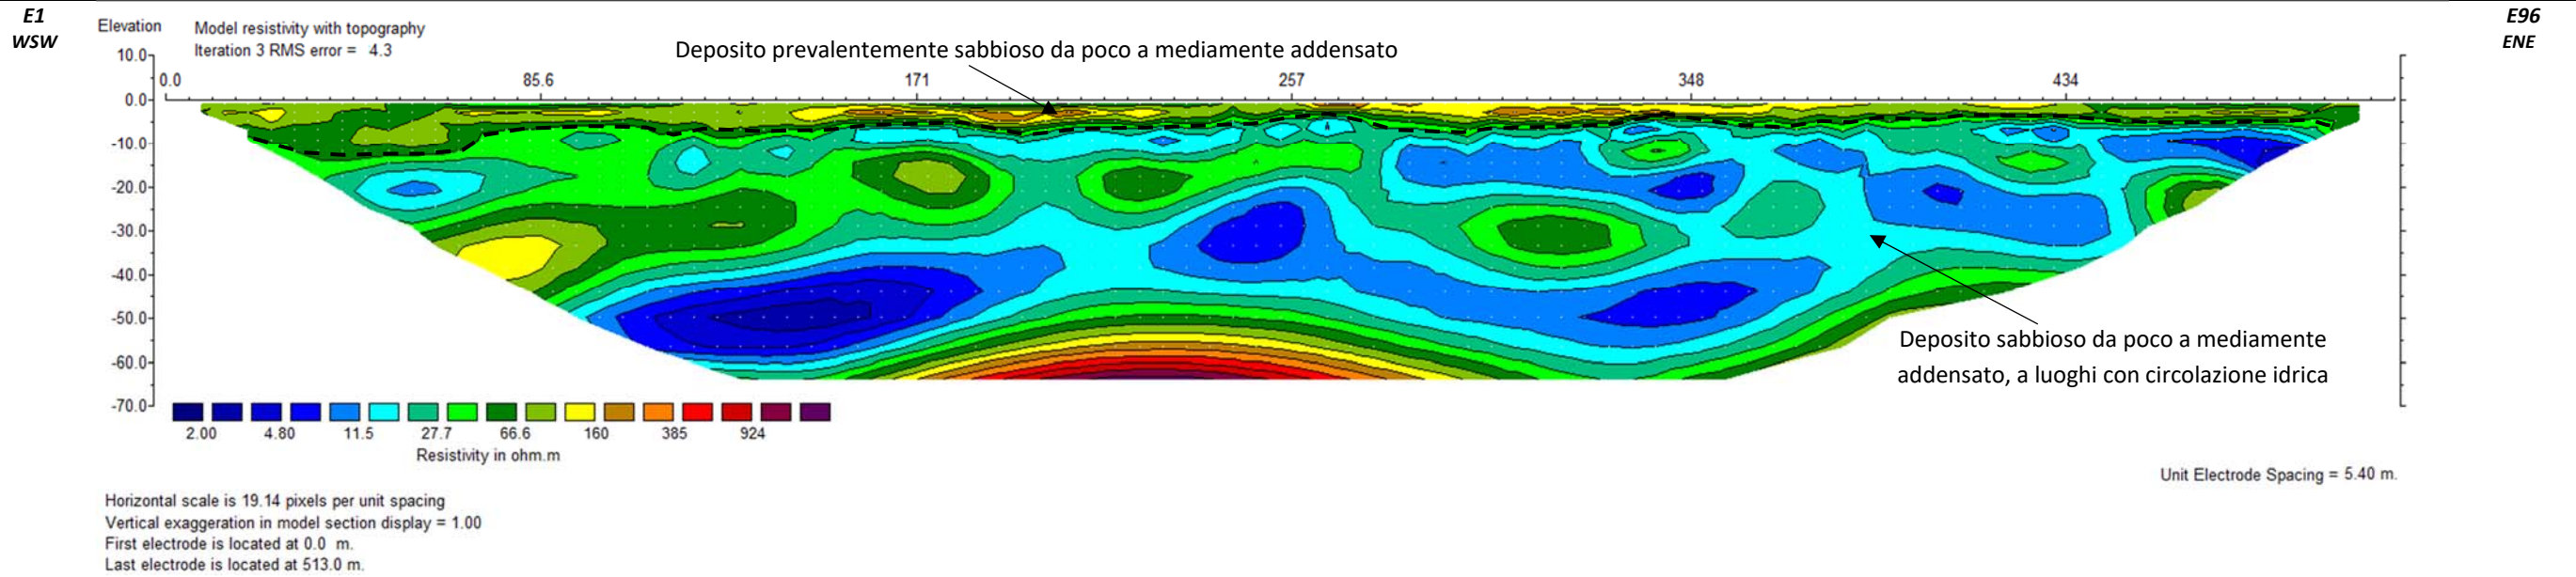 E1
WSW
E96
ENE
Elevation
Model resistivity with topography
Iteration 3 RMS error = 4.3
Deposito prevalentemente sabbioso da poco a mediamente addensato
10.0
0.0
-10.0
-20.0
-30.0
-40.0
-50.0
-60.0
-70.0
0.0 85.6 171 257 348 434
Deposito sabbioso da poco a mediamente
addensato, a luoghi con circolazione idrica
2.00 4.80 11.5 27.7 66.6 160 385 924
Resistivity in ohm.m
Unit Electrode Spacing = 5.40 m.
Horizontal scale is 19.14 pixels per unit spacing
Vertical exaggeration in model section display = 1.00
First electrode is located at 0.0 m.
Last electrode is located at 513.0 m.